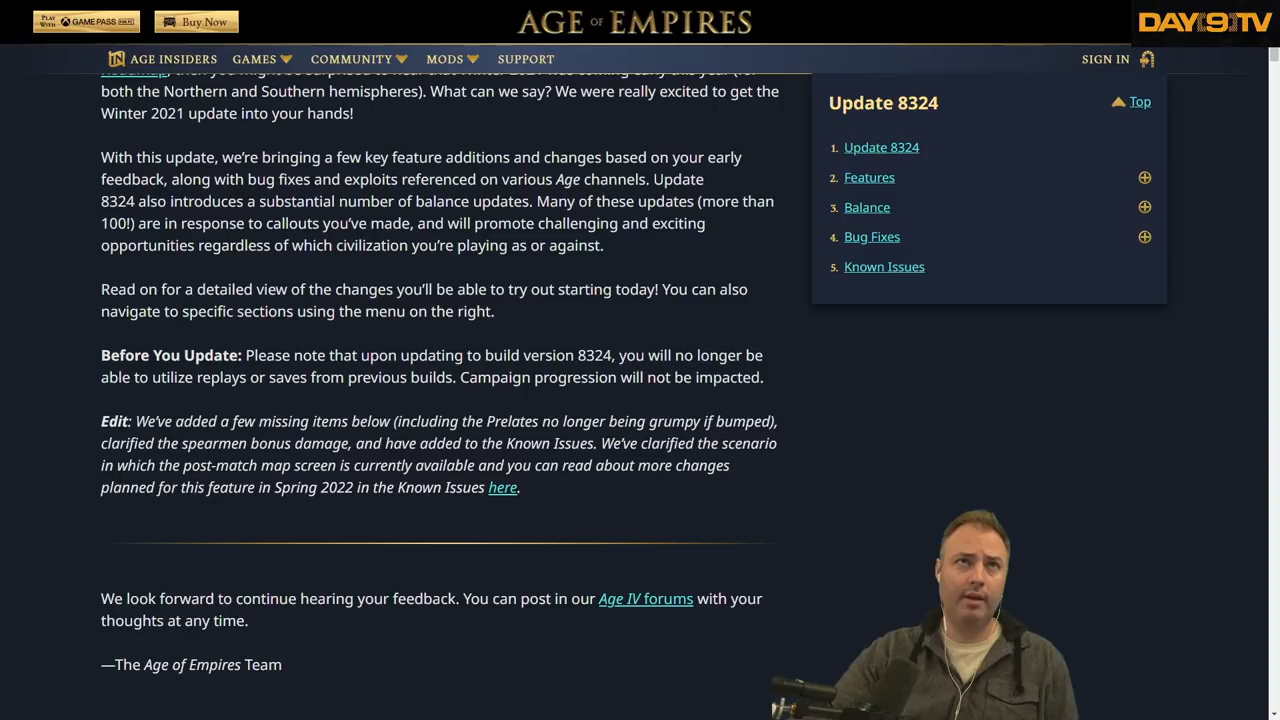 PLAY WITH XBOX GAME PASS FOR PC
Buy Now
AGE OF EMPIRES
DAY9TV
AGE INSIDERS
GAMES
COMMUNITY
MODS
SUPPORT
SIGN IN
both the Northern and Southern hemispheres). What can we say? We were really excited to get the
Winter 2021 update into your hands!
With this update, we're bringing a few key feature additions and changes based on your early
feedback, along with bug fixes and exploits referenced on various Age channels. Update
8324 also introduces a substantial number of balance updates. Many of these updates (more than
100!) are in response to callouts you've made, and will promote challenging and exciting
opportunities regardless of which civilization you're playing as or against.
Read on for a detailed view of the changes you'll be able to try out starting today! You can also
navigate to specific sections using the menu on the right.
Before You Update: Please note that upon updating to build version 8324, you will no longer be
able to utilize replays or saves from previous builds. Campaign progression will not be impacted.
Edit: We've added a few missing items below (including the Prelates no longer being grumpy if bumped),
clarified the spearmen bonus damage, and have added to the Known Issues. We've clarified the scenario
in which the post-match map screen is currently available and you can read about more changes
planned for this feature in Spring 2022 in the Known Issues here.
We look forward to continue hearing your feedback. You can post in our Age IV forums with your
thoughts at any time.
—The Age of Empires Team
Update 8324
Top
1. Update 8324
2. Features
3. Balance
4. Bug Fixes
5. Known Issues